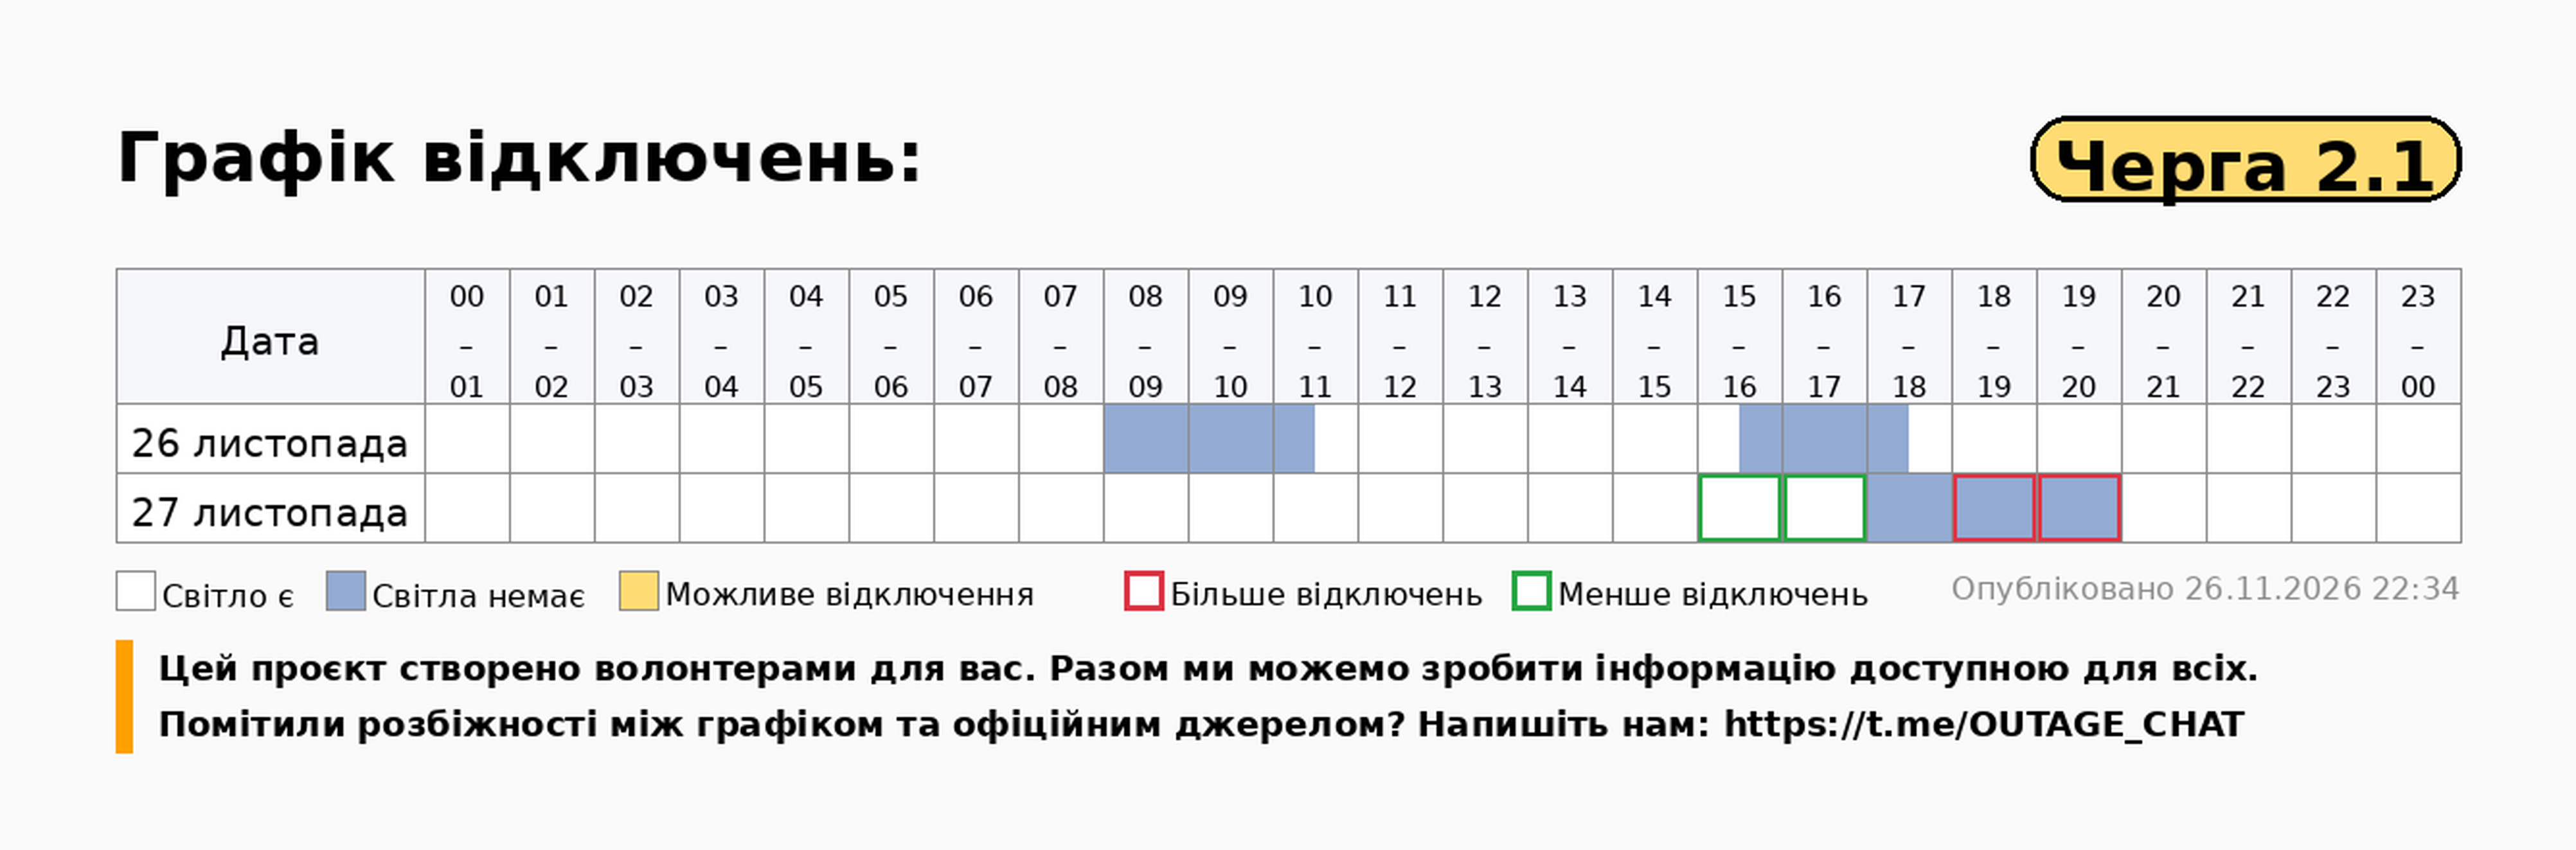 Графік відключень:
Черга 2.1
Дата
00 – 01
01 – 02
02 – 03
03 – 04
04 – 05
05 – 06
06 – 07
07 – 08
08 – 09
09 – 10
10 – 11
11 – 12
12 – 13
13 – 14
14 – 15
15 – 16
16 – 17
17 – 18
18 – 19
19 – 20
20 – 21
21 – 22
22 – 23
23 – 00
26 листопада
27 листопада
Світло є
Світла немає
Можливе відключення
Більше відключень
Менше відключень
Опубліковано 26.11.2026 22:34
Цей проєкт створено волонтерами для вас. Разом ми можемо зробити інформацію доступною для всіх.
Помітили розбіжності між графіком та офіційним джерелом? Напишіть нам: https://t.me/OUTAGE_CHAT